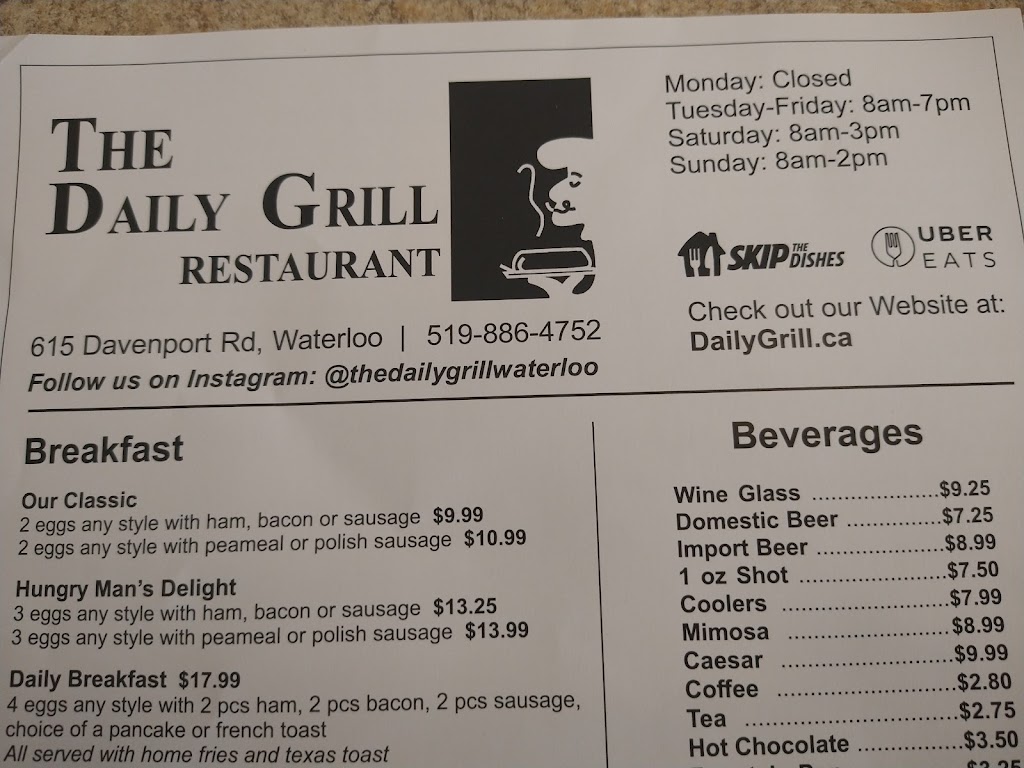 THE
DAILY GRILL
RESTAURANT
615 Davenport Rd, Waterloo | 519-886-4752
Follow us on Instagram: @thedailygrillwaterloo
Monday: Closed
Tuesday-Friday: 8am-7pm
Saturday: 8am-3pm
Sunday: 8am-2pm
SKIP THE DISHES
UBER
EATS
Check out our Website at:
DailyGrill.ca
Breakfast
Our Classic
2 eggs any style with ham, bacon or sausage $9.99
2 eggs any style with peameal or polish sausage $10.99
Hungry Man's Delight
3 eggs any style with ham, bacon or sausage $13.25
3 eggs any style with peameal or polish sausage $13.99
Daily Breakfast $17.99
4 eggs any style with 2 pcs ham, 2 pcs bacon, 2 pcs sausage,
choice of a pancake or french toast
All served with home fries and texas toast
Beverages
Wine Glass ....................$9.25
Domestic Beer ...............$7.25
Import Beer ....................$8.99
1 oz Shot .......................$7.50
Coolers ..........................$7.99
Mimosa .........................$8.99
Caesar ...........................$9.99
Coffee ............................$2.80
Tea ..................................$2.75
Hot Chocolate ................$3.50